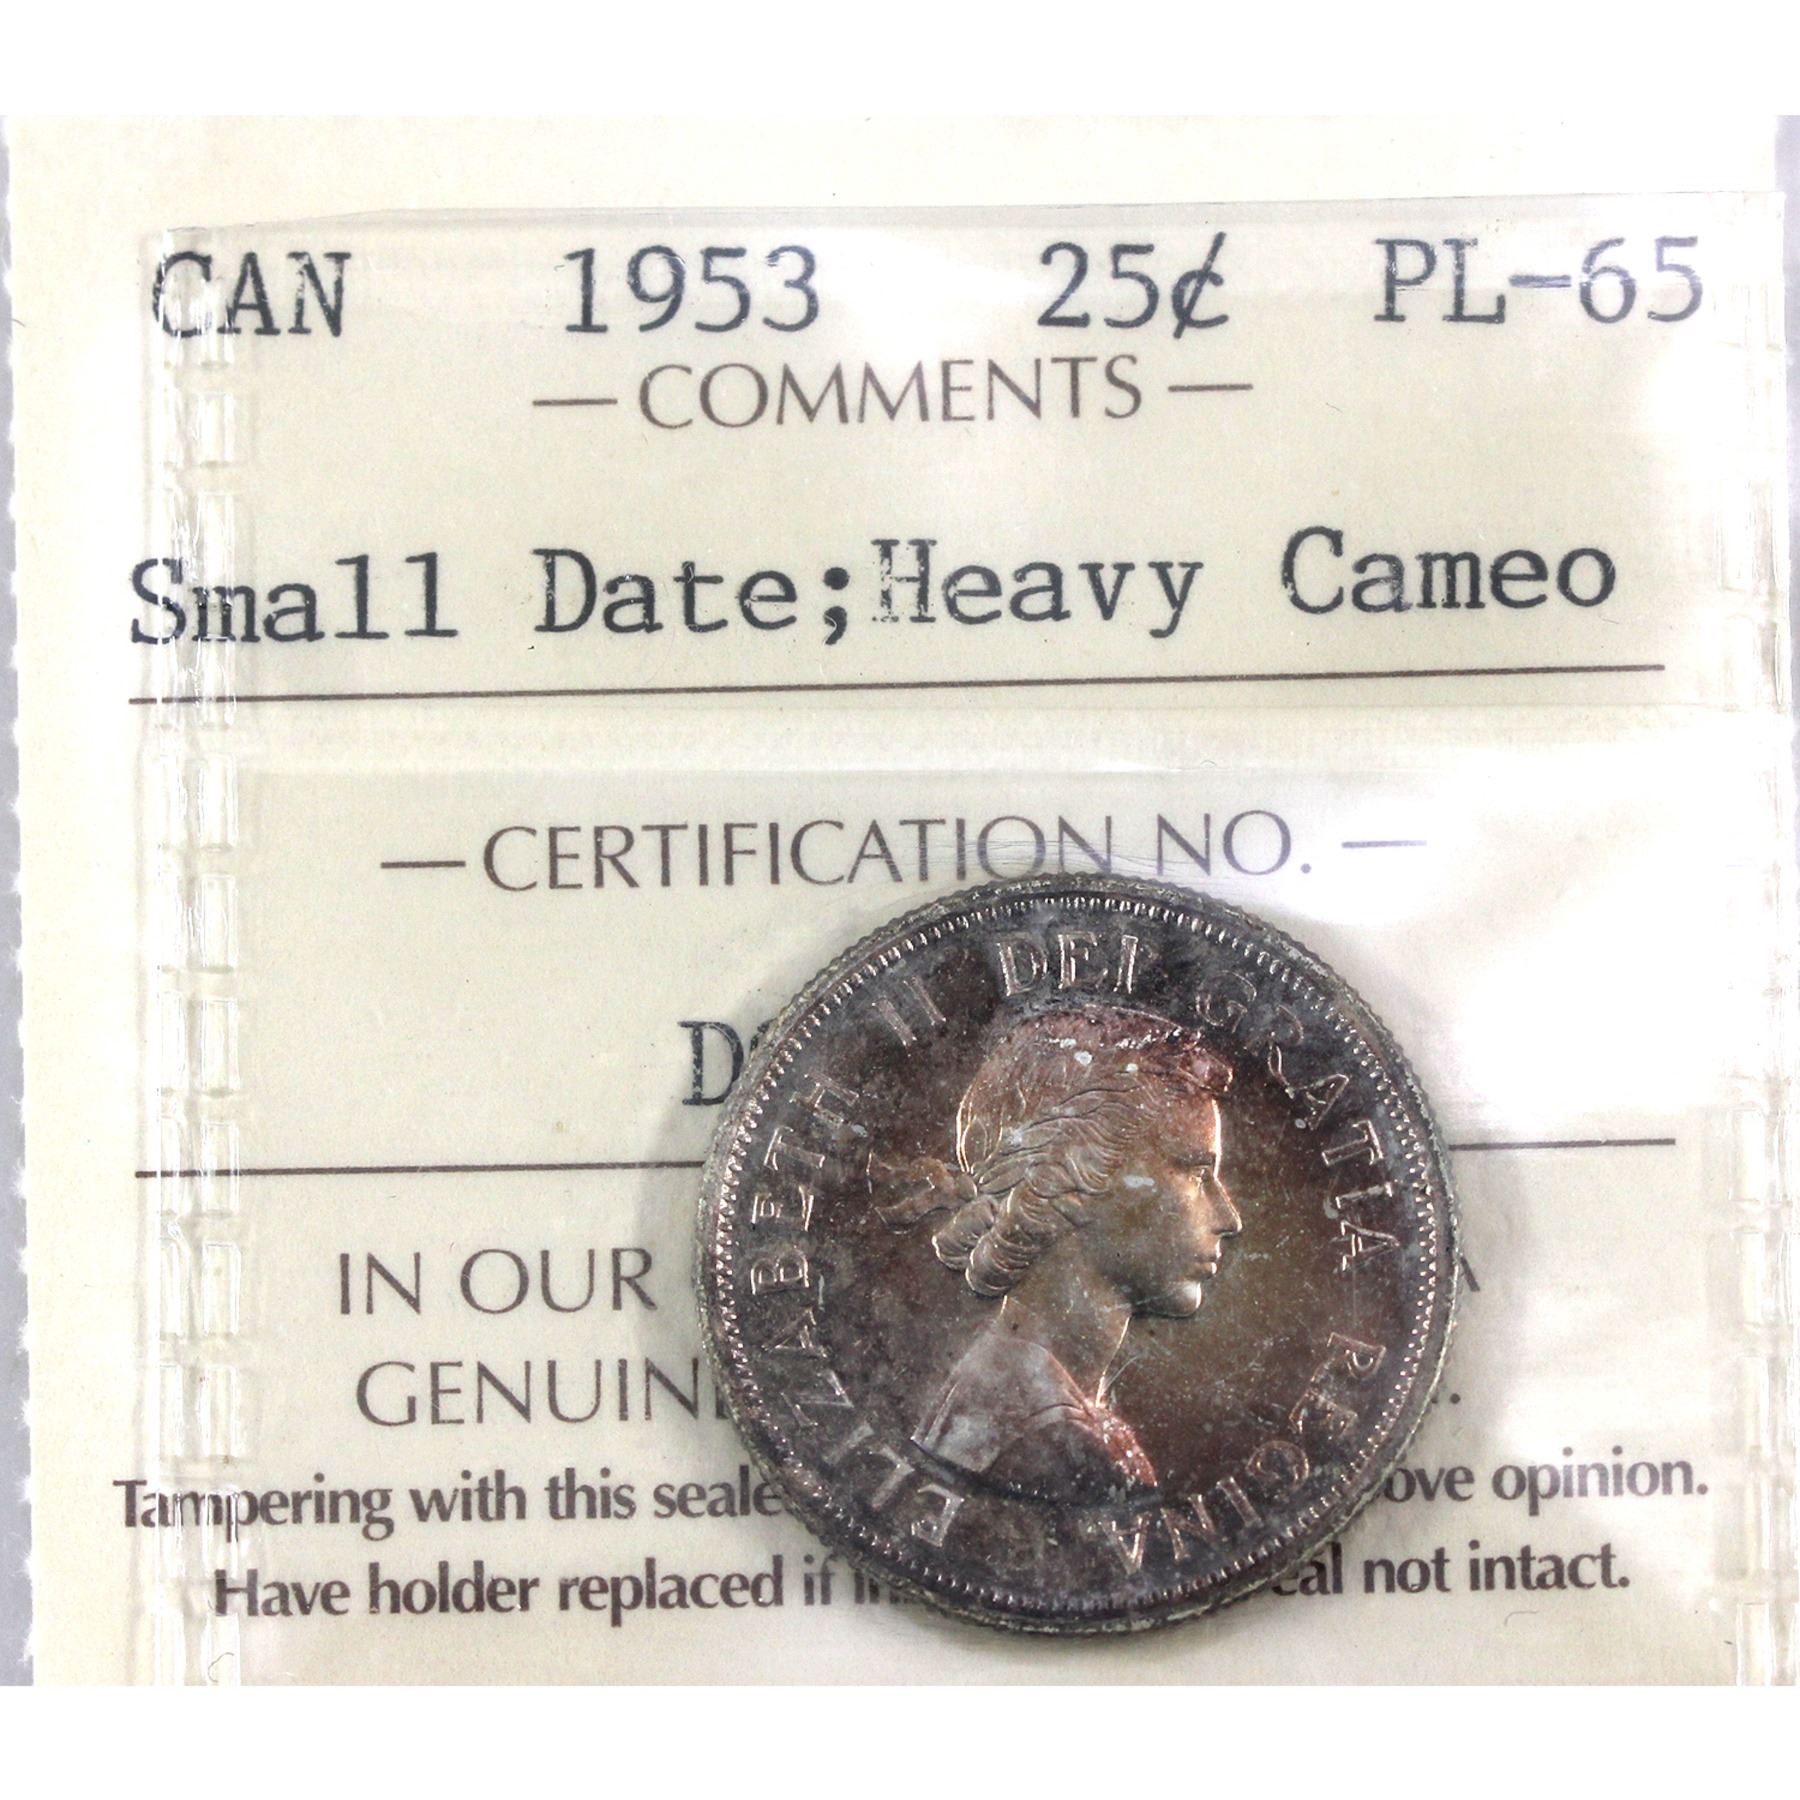 CAN 1953 25¢ PL-65
— COMMENTS —
Small Date;Heavy Cameo
— CERTIFICATION NO. —
IN OUR
GENUIN
Tampering with this seale ove opinion.
Have holder replaced if eal not intact.
ELIZABETH II DEI GRATIA REGINA